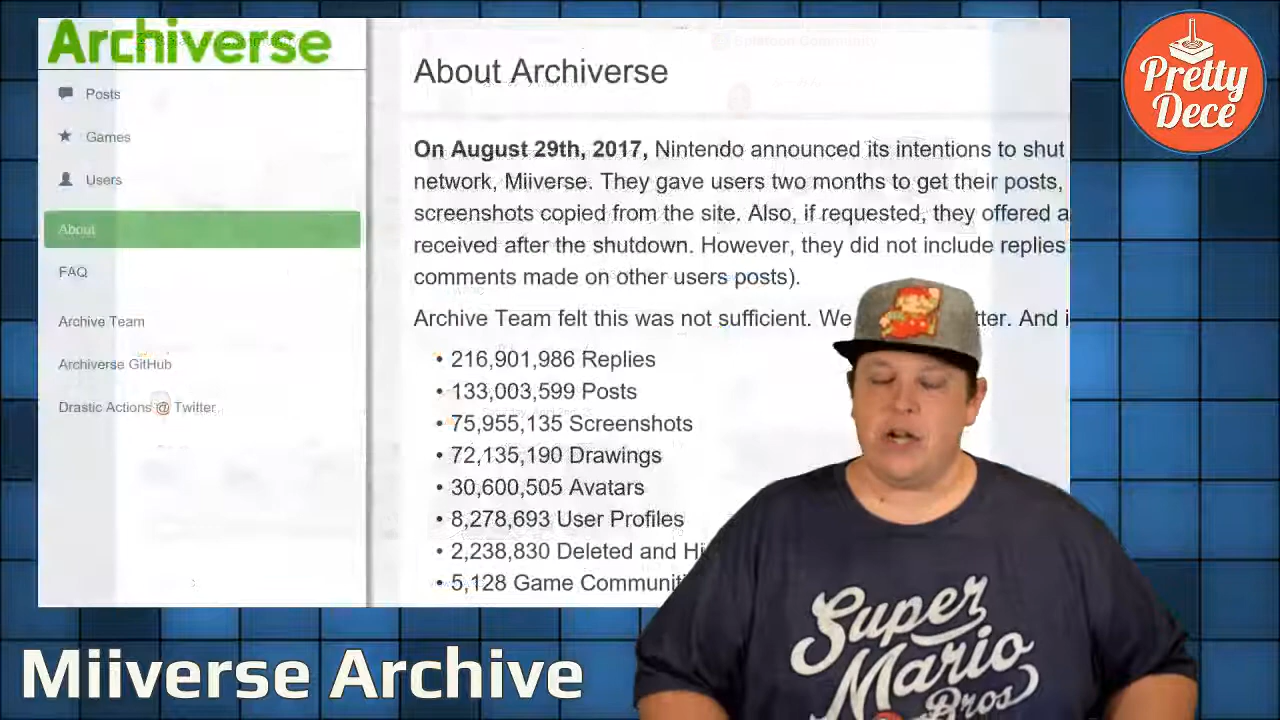 Archiverse
Posts
Games
Users
About
FAQ
Archive Team
Archiverse GitHub
Drastic Actions @ Twitter
About Archiverse
On August 29th, 2017, Nintendo announced its intentions to shut
network, Miiverse. They gave users two months to get their posts,
screenshots copied from the site. Also, if requested, they offered a
received after the shutdown. However, they did not include replies
comments made on other users posts).
Archive Team felt this was not sufficient. We tter. And i
• 216,901,986 Replies
• 133,003,599 Posts
• 75,955,135 Screenshots
• 72,135,190 Drawings
• 30,600,505 Avatars
• 8,278,693 User Profiles
• 2,238,830 Deleted and Hi
• 5,128 Game Communiti
Pretty
Dece
Super
Mario
Bros
Miiverse Archive